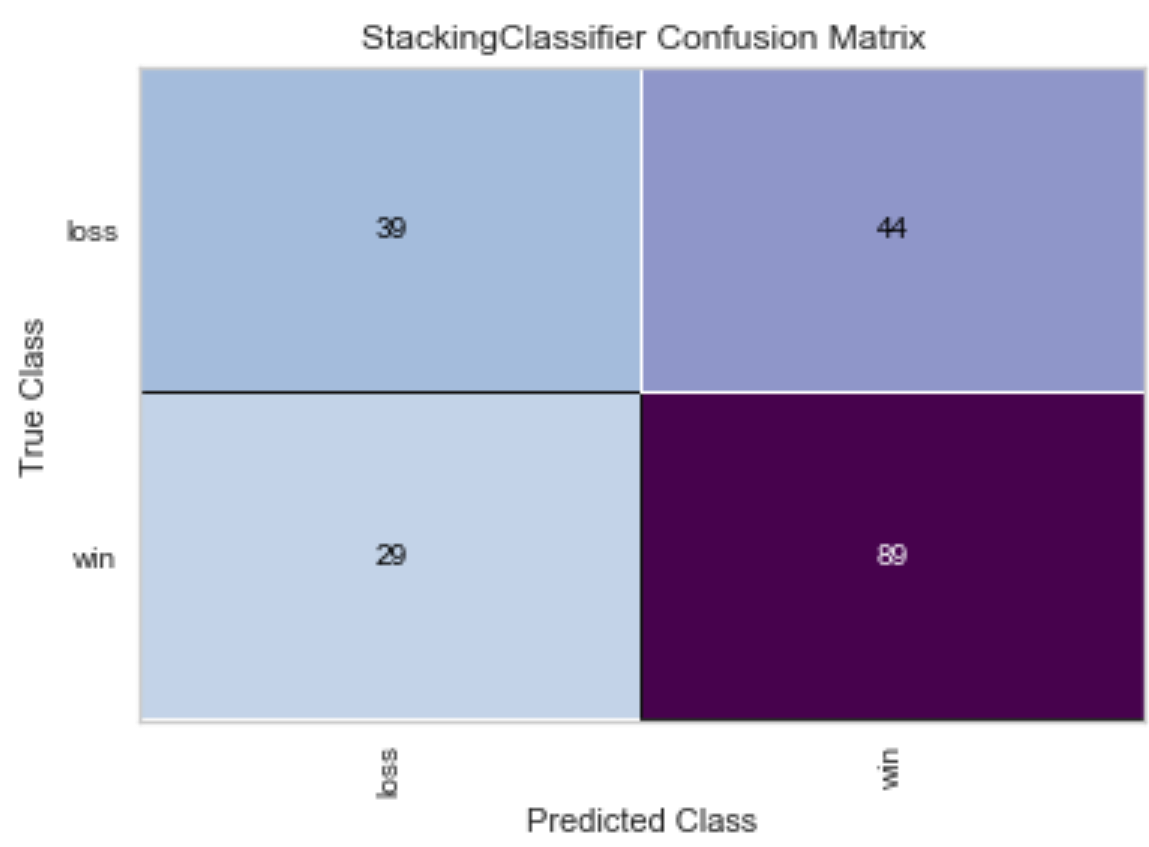 StackingClassifier Confusion Matrix
loss
39
44
True Class
win
29
89
loss
win
Predicted Class